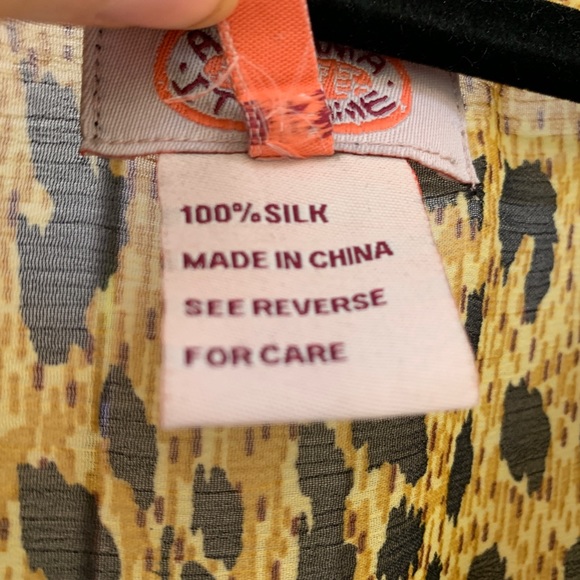 100% SILK
MADE IN CHINA
SEE REVERSE
FOR CARE